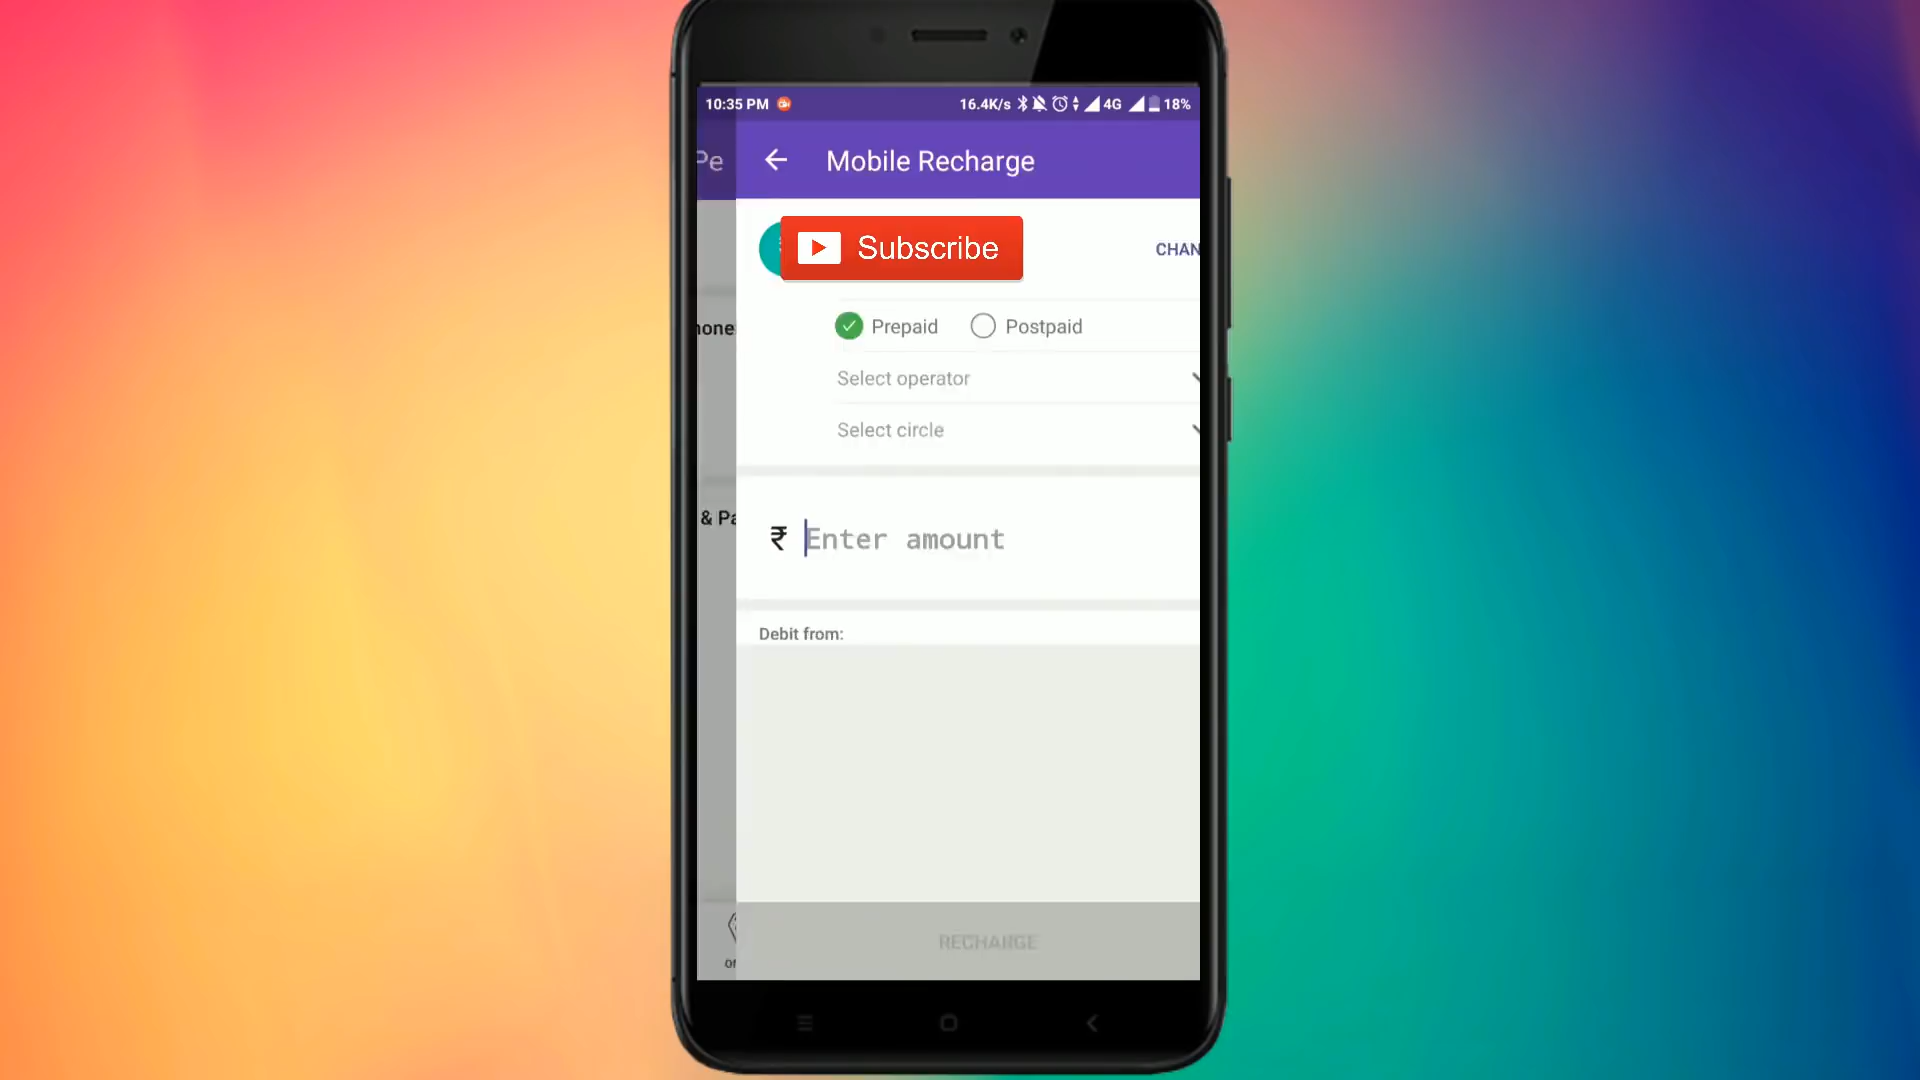 10:35 PM 16.4K/s 4G 18%
Pe
Mobile Recharge
Subscribe
CHAN
Prepaid Postpaid
hone
Select operator
Select circle
& Pa
₹ Enter amount
Debit from:
RECHARGE
or